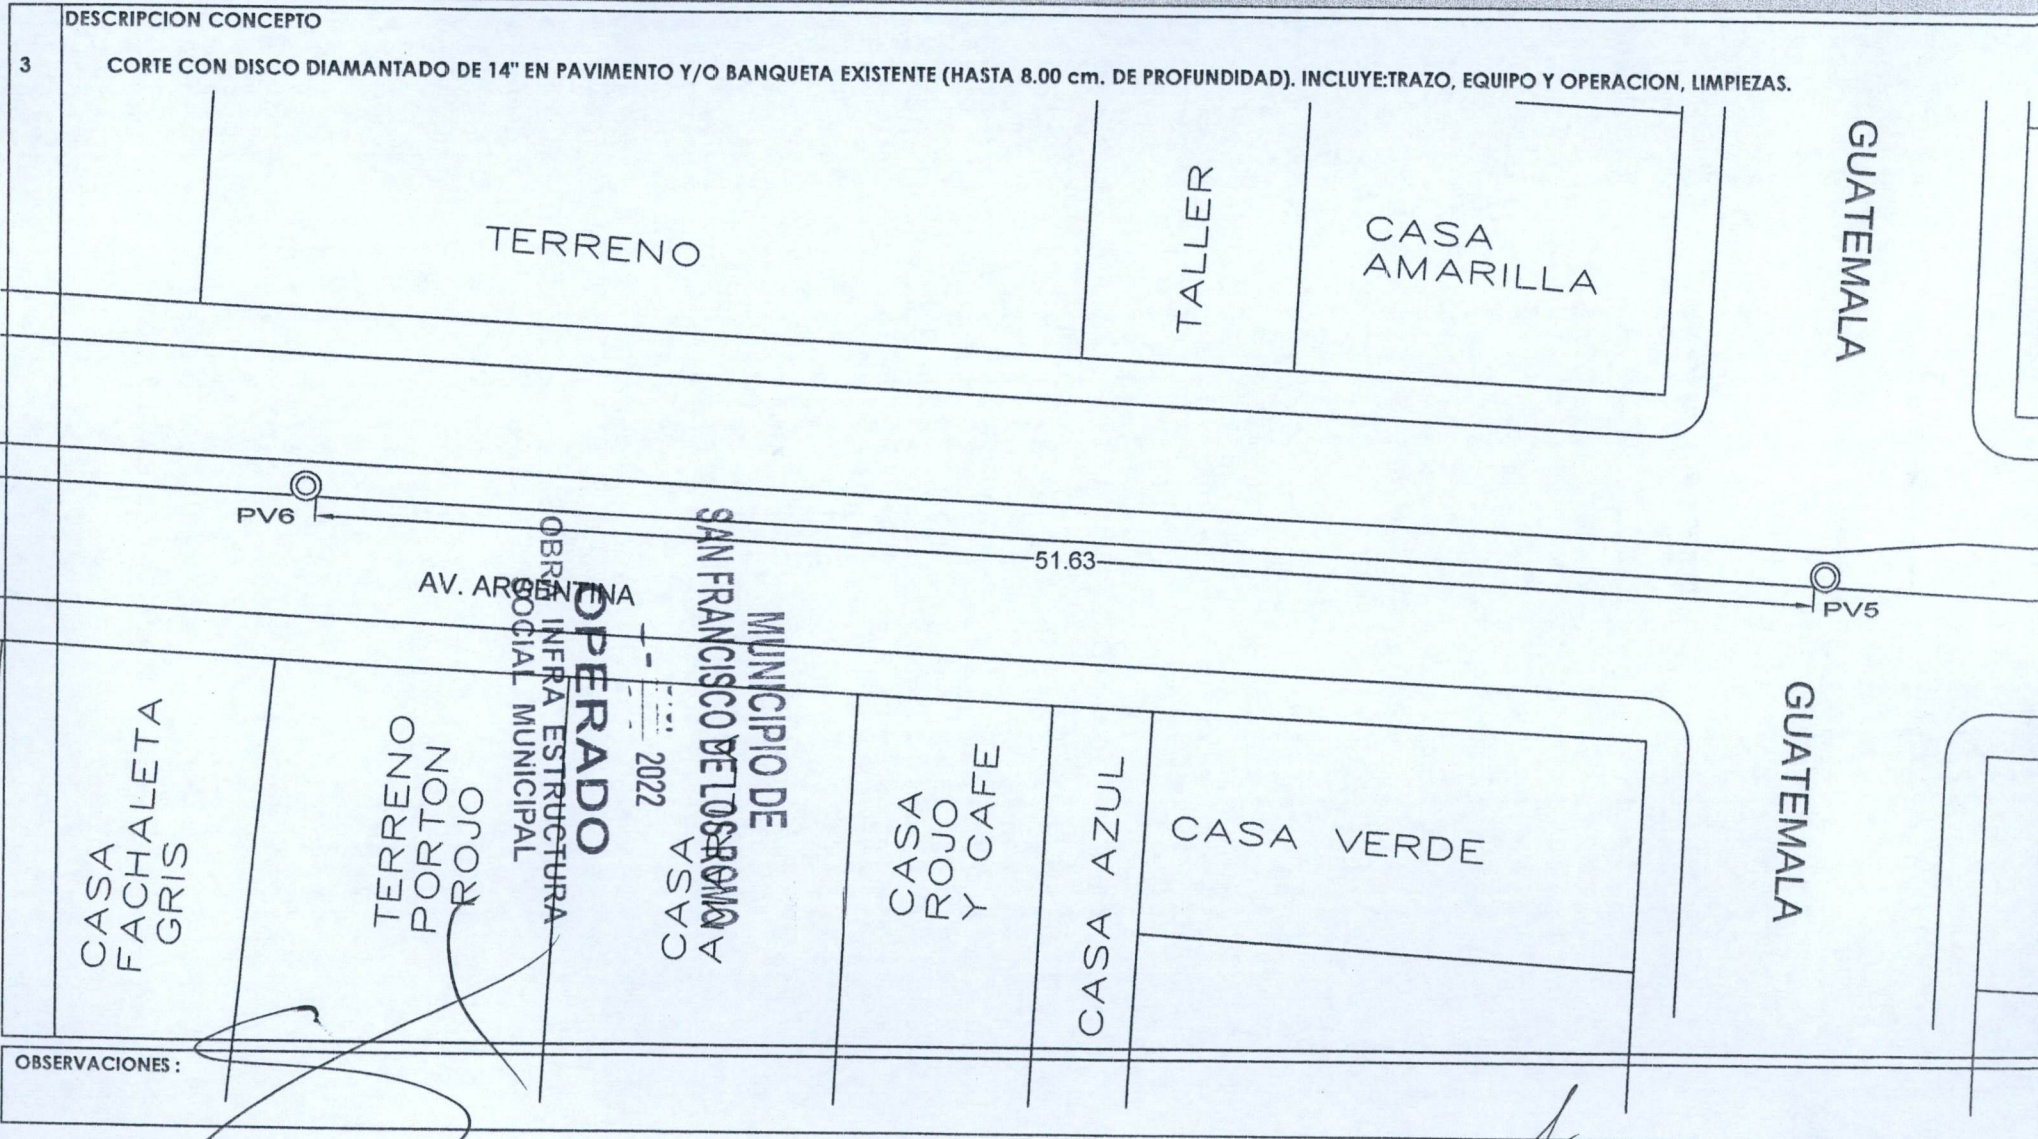 DESCRIPCION CONCEPTO
3 CORTE CON DISCO DIAMANTADO DE 14" EN PAVIMENTO Y/O BANQUETA EXISTENTE (HASTA 8.00 cm. DE PROFUNDIDAD). INCLUYE:TRAZO, EQUIPO Y OPERACION, LIMPIEZAS.
TERRENO
TALLER
CASA
AMARILLA
GUATEMALA
PV6
51.63
PV5
AV. ARGENTINA
MUNICIPIO DE
SAN FRANCISCO DE LOS ROMO
2022
OPERADO
OBRA INFRA ESTRUCTURA
SOCIAL MUNICIPAL
CASA
FACHALETA
GRIS
TERRENO
PORTON
ROJO
CASA
CASA
ROJO
Y CAFE
CASA AZUL
CASA VERDE
GUATEMALA
OBSERVACIONES :